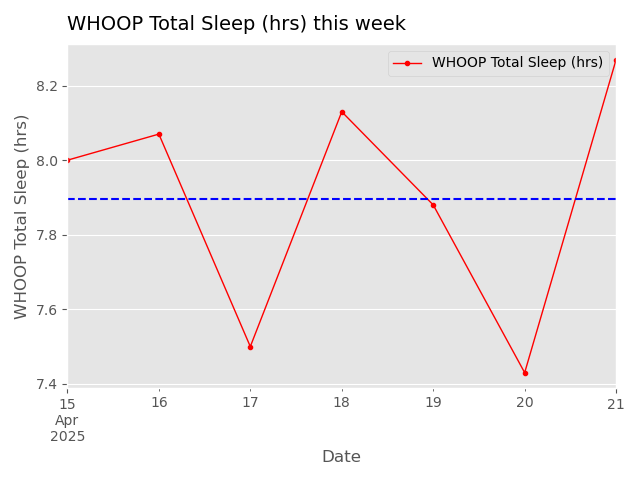 WHOOP Total Sleep (hrs) this week
WHOOP Total Sleep (hrs)
WHOOP Total Sleep (hrs)
8.2
8.0
7.8
7.6
7.4
15 16 17 18 19 20 21
Apr
2025
Date